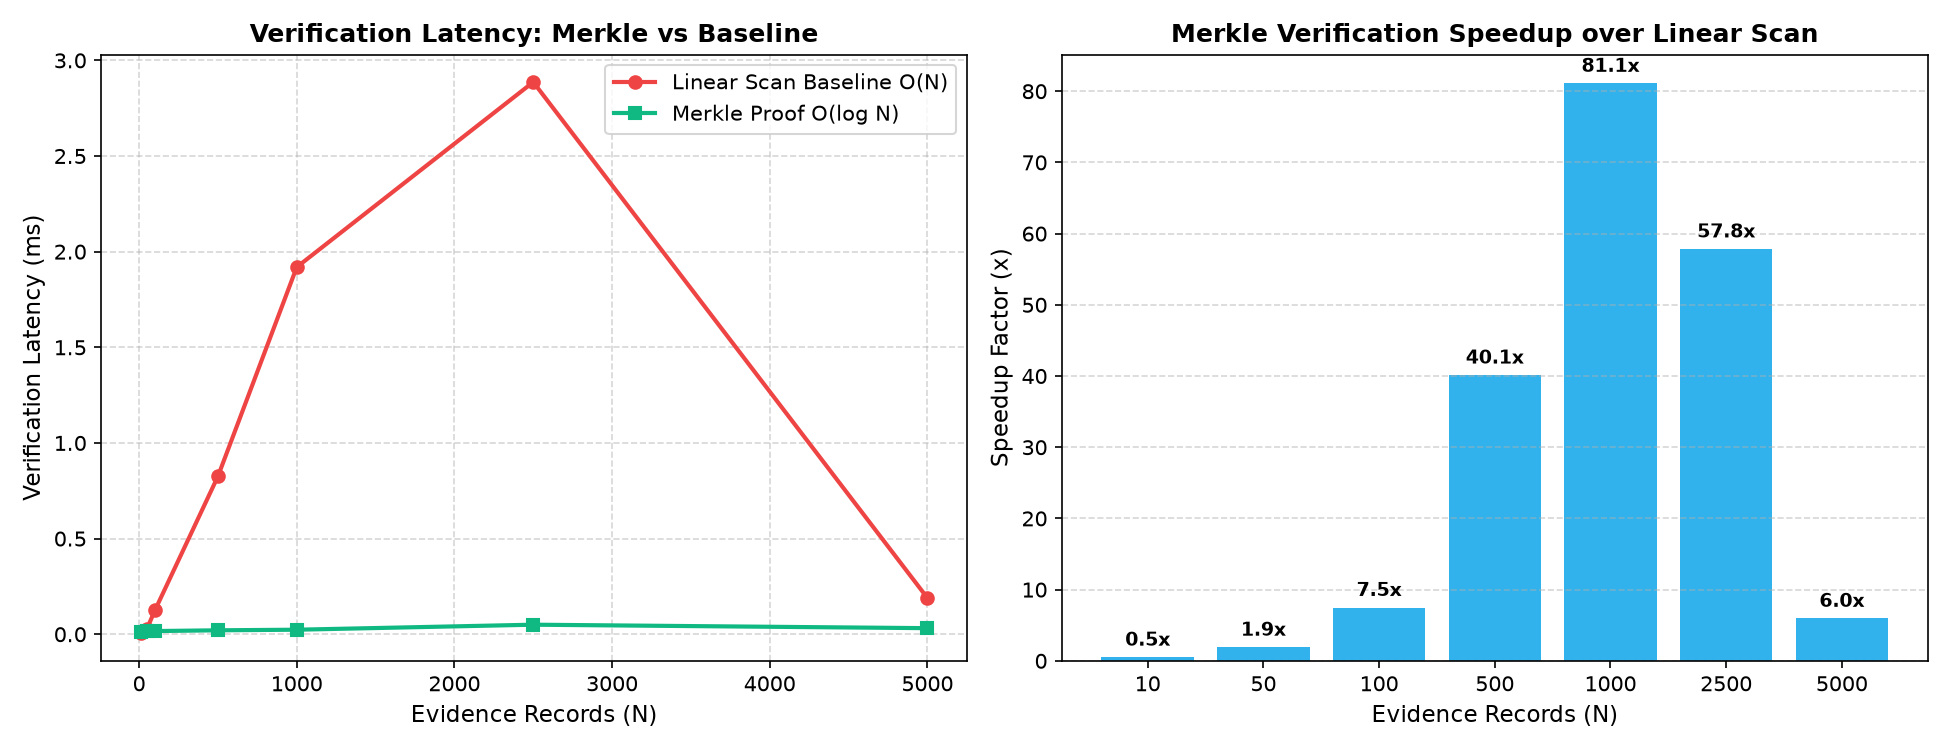 Verification Latency: Merkle vs Baseline
Verification Latency (ms)
3.0
2.5
2.0
1.5
1.0
0.5
0.0
Linear Scan Baseline O(N)
Merkle Proof O(log N)
0 1000 2000 3000 4000 5000
Evidence Records (N)
Merkle Verification Speedup over Linear Scan
Speedup Factor (x)
80
70
60
50
40
30
20
10
0
0.5x
1.9x
7.5x
40.1x
81.1x
57.8x
6.0x
10 50 100 500 1000 2500 5000
Evidence Records (N)